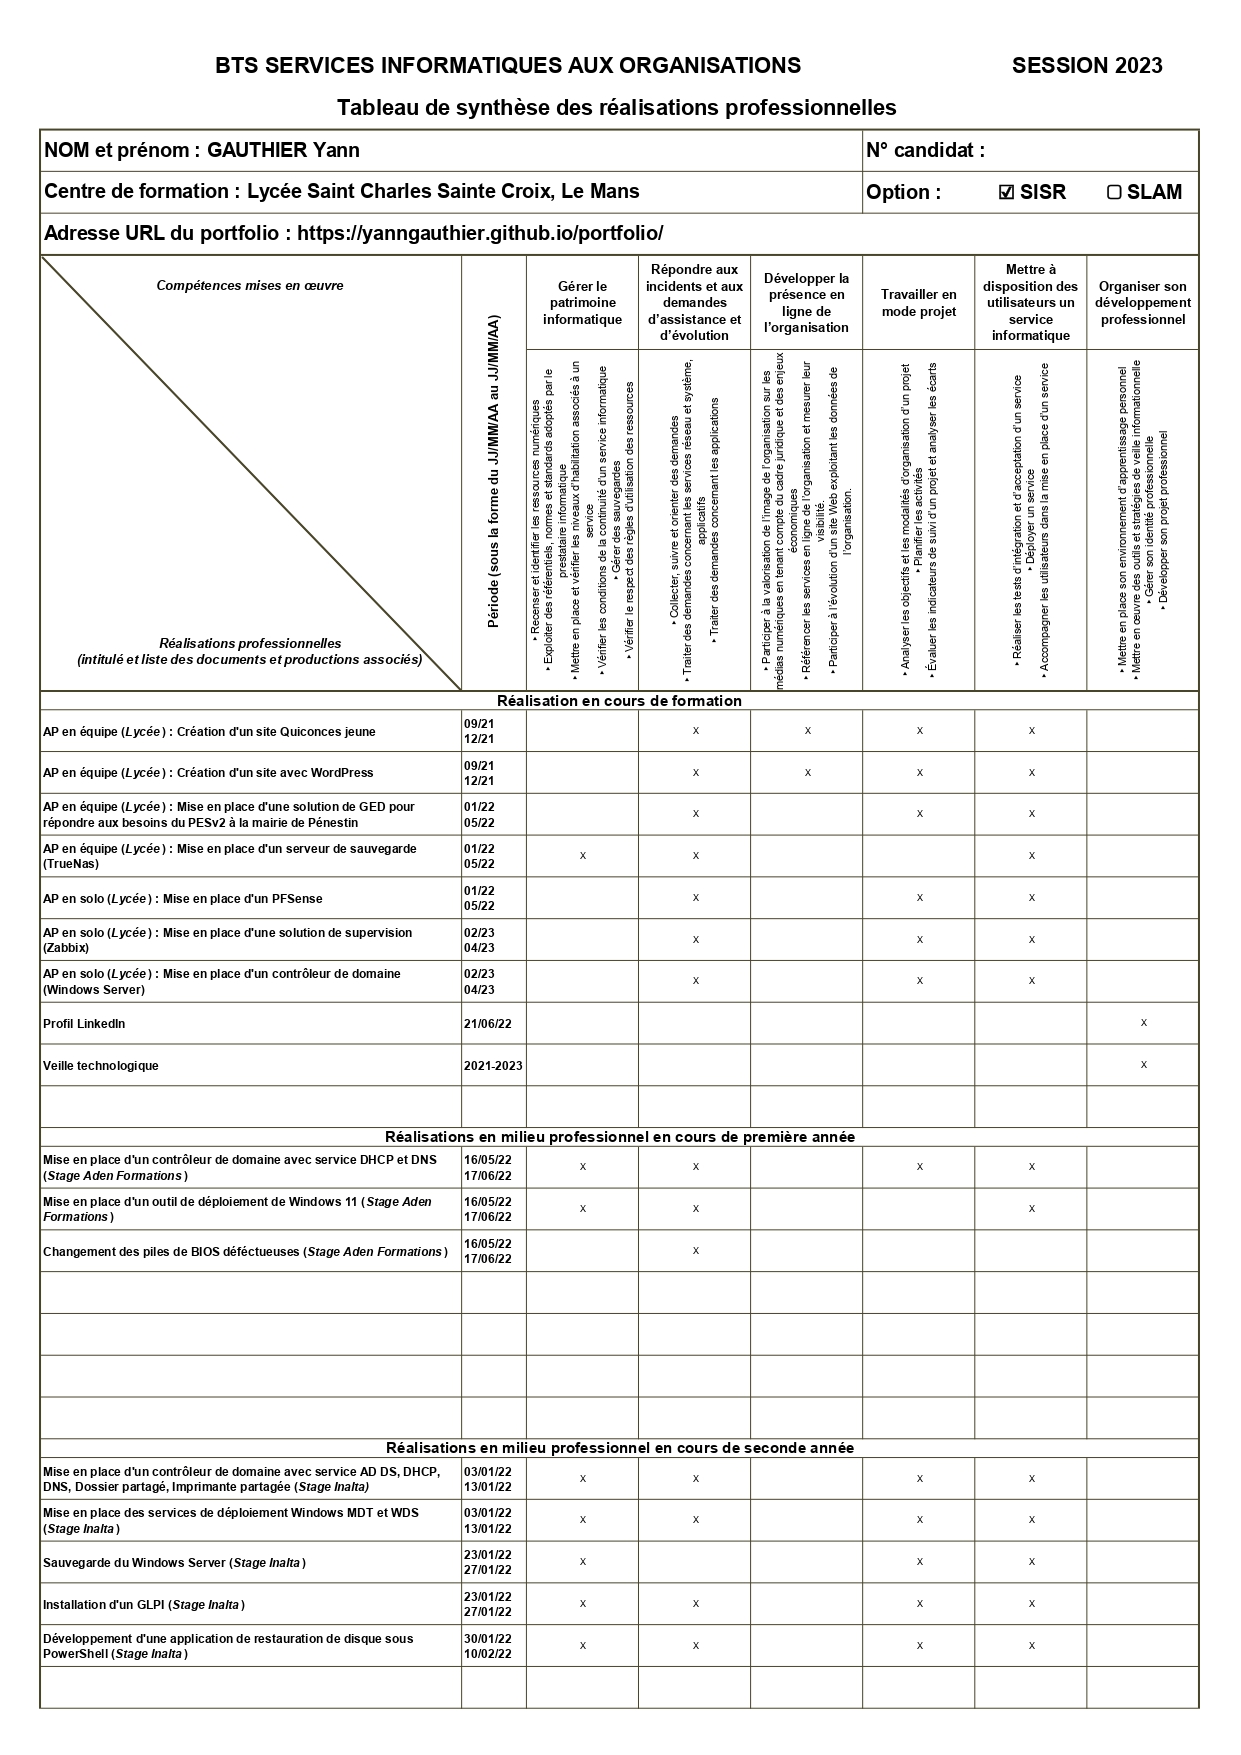 BTS SERVICES INFORMATIQUES AUX ORGANISATIONS SESSION 2023
Tableau de synthèse des réalisations professionnelles
NOM et prénom : GAUTHIER Yann N° candidat :
Centre de formation : Lycée Saint Charles Sainte Croix, Le Mans Option : ☑ SISR ▢ SLAM
Adresse URL du portfolio : https://yanngauthier.github.io/portfolio/
Compétences mises en œuvre
Réalisations professionnelles
(intitulé et liste des documents et productions associés)
Période (sous la forme du JJ/MM/AA au JJ/MM/AA)
Gérer le
patrimoine
informatique
Répondre aux
incidents et aux
demandes
d’assistance et
d’évolution
Développer la
présence en
ligne de
l’organisation
Travailler en
mode projet
Mettre à
disposition des
utilisateurs un
service
informatique
Organiser son
développement
professionnel
‣ Recenser et identifier les ressources numériques
‣ Exploiter des référentiels, normes et standards adoptés par le
prestataire informatique
‣ Mettre en place et vérifier les niveaux d’habilitation associés à un
service
‣ Vérifier les conditions de la continuité d’un service informatique
‣ Gérer des sauvegardes
‣ Vérifier le respect des règles d’utilisation des ressources
‣ Collecter, suivre et orienter des demandes
‣ Traiter des demandes concernant les services réseau et système,
applicatifs
‣ Traiter des demandes concernant les applications
‣ Participer à la valorisation de l’image de l’organisation sur les
médias numériques en tenant compte du cadre juridique et des enjeux
économiques
‣ Référencer les services en ligne de l’organisation et mesurer leur
visibilité.
‣ Participer à l’évolution d’un site Web exploitant les données de
l’organisation.
‣ Analyser les objectifs et les modalités d’organisation d’un projet
‣ Planifier les activités
‣ Évaluer les indicateurs de suivi d’un projet et analyser les écarts
‣ Réaliser les tests d’intégration et d’acceptation d’un service
‣ Déployer un service
‣ Accompagner les utilisateurs dans la mise en place d’un service
‣ Mettre en place son environnement d’apprentissage personnel
‣ Mettre en œuvre des outils et stratégies de veille informationnelle
‣ Gérer son identité professionnelle
‣ Développer son projet professionnel
Réalisation en cours de formation
AP en équipe (Lycée) : Création d'un site Quiconces jeune 09/21 12/21 X X X X
AP en équipe (Lycée) : Création d'un site avec WordPress 09/21 12/21 X X X X
AP en équipe (Lycée) : Mise en place d'une solution de GED pour 01/22
répondre aux besoins du PESv2 à la mairie de Pénestin 05/22 X X X
AP en équipe (Lycée) : Mise en place d'un serveur de sauvegarde 01/22
(TrueNas) 05/22 X X X
AP en solo (Lycée) : Mise en place d'un PFSense 01/22 05/22 X X X
AP en solo (Lycée) : Mise en place d'une solution de supervision 02/23
(Zabbix) 04/23 X X X
AP en solo (Lycée) : Mise en place d'un contrôleur de domaine 02/23
(Windows Server) 04/23 X X X
Profil LinkedIn 21/06/22 X
Veille technologique 2021-2023 X
Réalisations en milieu professionnel en cours de première année
Mise en place d'un contrôleur de domaine avec service DHCP et DNS 16/05/22
(Stage Aden Formations) 17/06/22 X X X X
Mise en place d'un outil de déploiement de Windows 11 (Stage Aden 16/05/22
Formations) 17/06/22 X X X
Changement des piles de BIOS déféctueuses (Stage Aden Formations) 16/05/22 17/06/22 X
Réalisations en milieu professionnel en cours de seconde année
Mise en place d'un contrôleur de domaine avec service AD DS, DHCP, 03/01/22
DNS, Dossier partagé, Imprimante partagée (Stage Inalta) 13/01/22 X X X X
Mise en place des services de déploiement Windows MDT et WDS 03/01/22
(Stage Inalta) 13/01/22 X X X X
Sauvegarde du Windows Server (Stage Inalta) 23/01/22 27/01/22 X X X
Installation d'un GLPI (Stage Inalta) 23/01/22 27/01/22 X X X X
Développement d'une application de restauration de disque sous 30/01/22
PowerShell (Stage Inalta) 10/02/22 X X X X